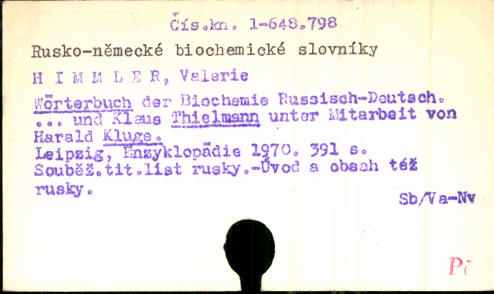 Čís.kn. 1-648.798
Rusko-německé biochemické slovníky
H I M M L E R, Valerie
Wörterbuch der Biochemie Russisch-Deutsch.
... und Klaus Thielmann unter Mitarbeit von
Harald Kluge.
Leipzig, Enzyklopädie 1970. 391 s.
Souběž.tit.list rusky.-Úvod a obsah též
rusky.
Sb/Va-Nv